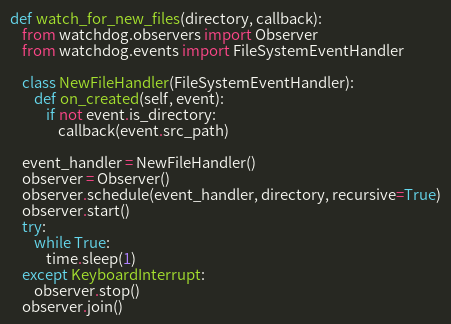 def watch_for_new_files(directory, callback):
    from watchdog.observers import Observer
    from watchdog.events import FileSystemEventHandler

    class NewFileHandler(FileSystemEventHandler):
        def on_created(self, event):
            if not event.is_directory:
                callback(event.src_path)

    event_handler = NewFileHandler()
    observer = Observer()
    observer.schedule(event_handler, directory, recursive=True)
    observer.start()
    try:
        while True:
            time.sleep(1)
    except KeyboardInterrupt:
        observer.stop()
    observer.join()